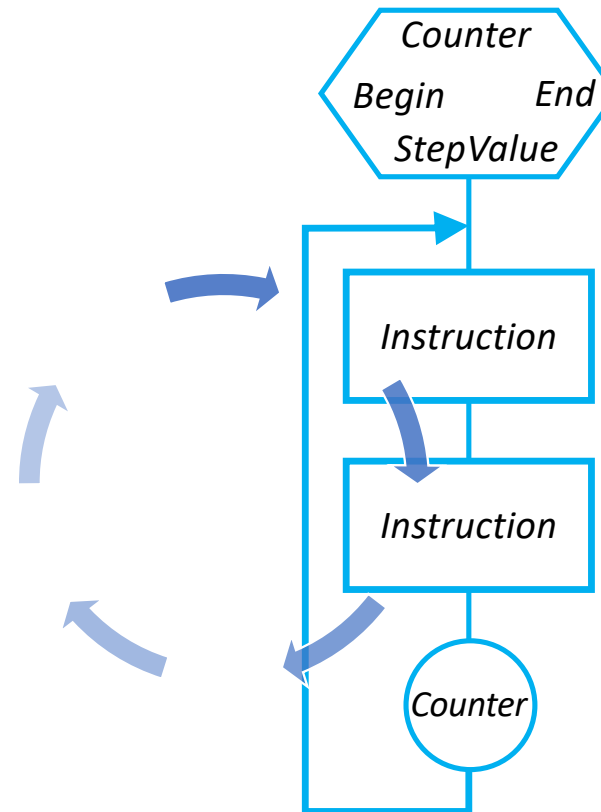 Counter
Begin End
StepValue
Instruction
Instruction
Counter